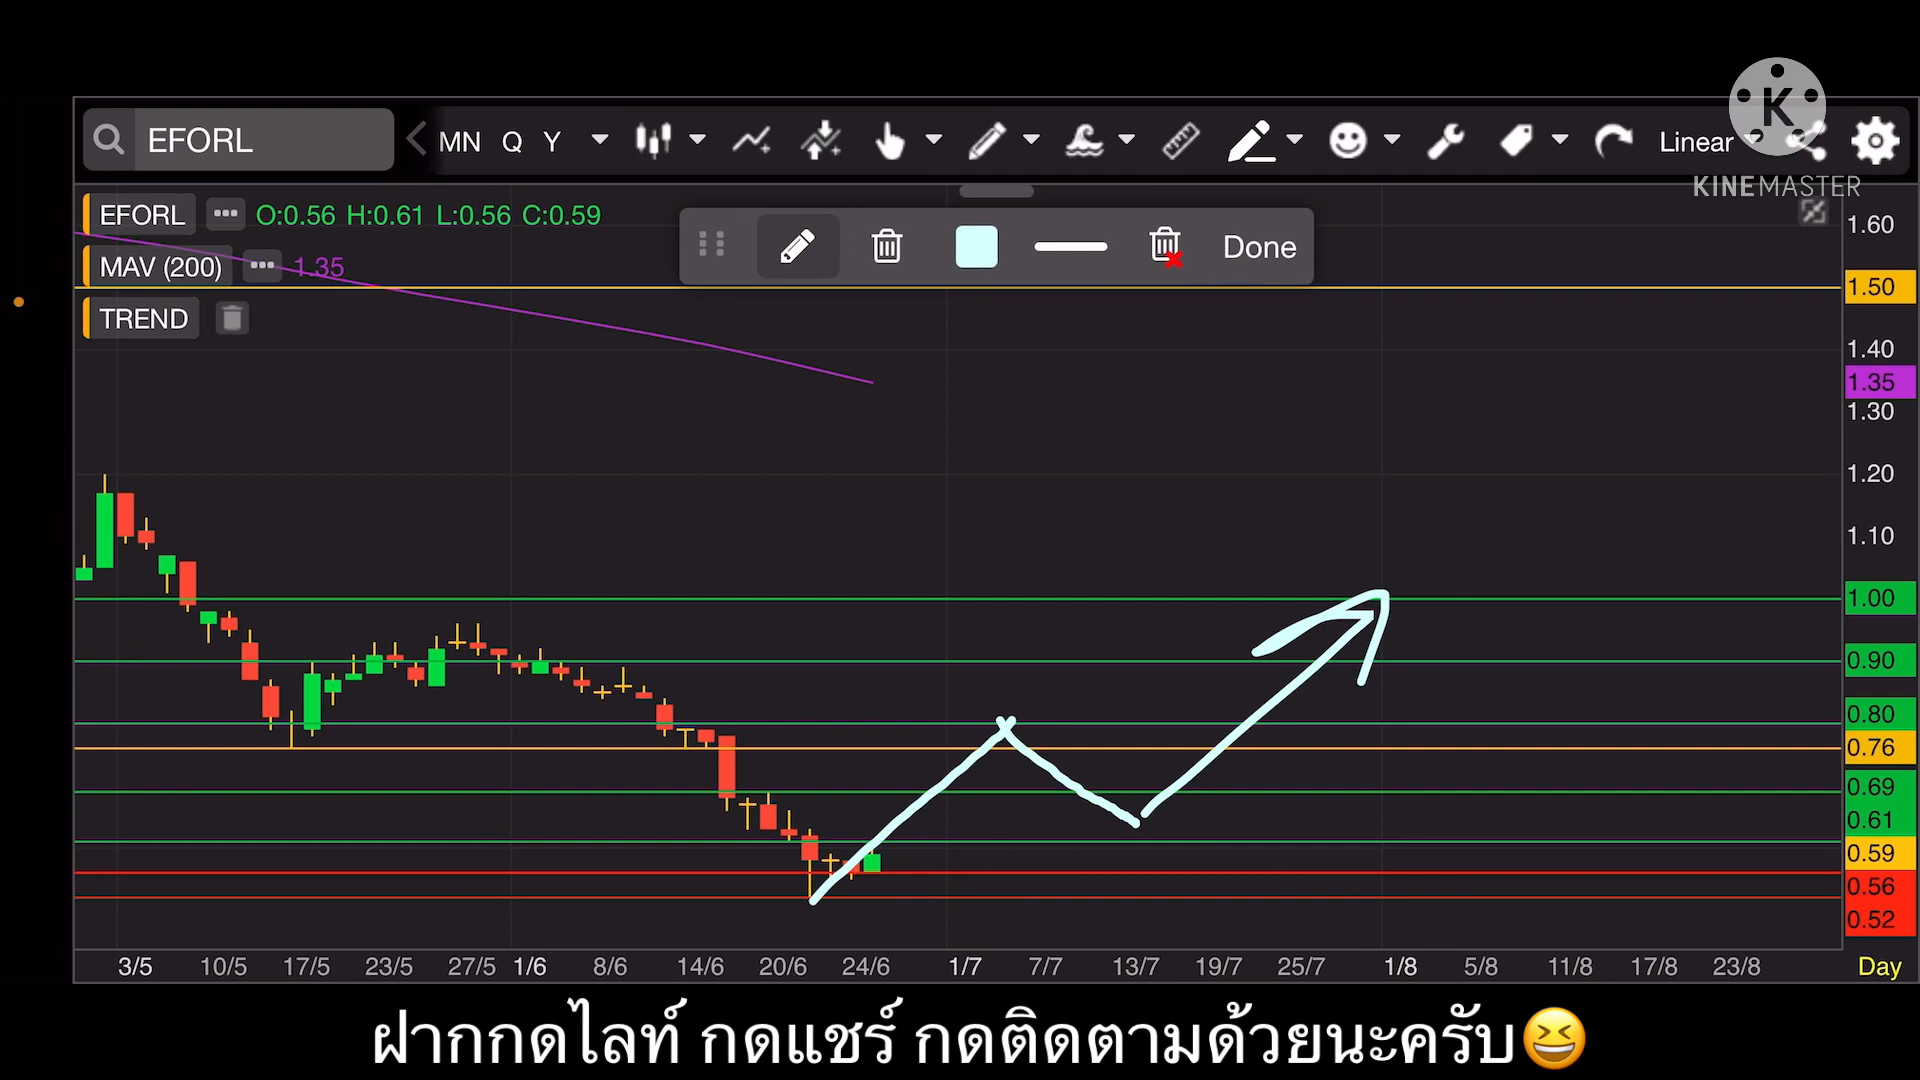 EFORL MN Q Y Linear
KINEMASTER
EFORL O:0.56 H:0.61 L:0.56 C:0.59
Done
MAV (200) 1.35
TREND
1.60
1.50
1.40
1.35
1.30
1.20
1.10
1.00
0.90
0.80
0.76
0.69
0.61
0.59
0.56
0.52
3/5 10/5 17/5 23/5 27/5 1/6 8/6 14/6 20/6 24/6 1/7 7/7 13/7 19/7 25/7 1/8 5/8 11/8 17/8 23/8 Day
ฝากกดไลท์ กดแชร์ กดติดตามด้วยนะครับ😆